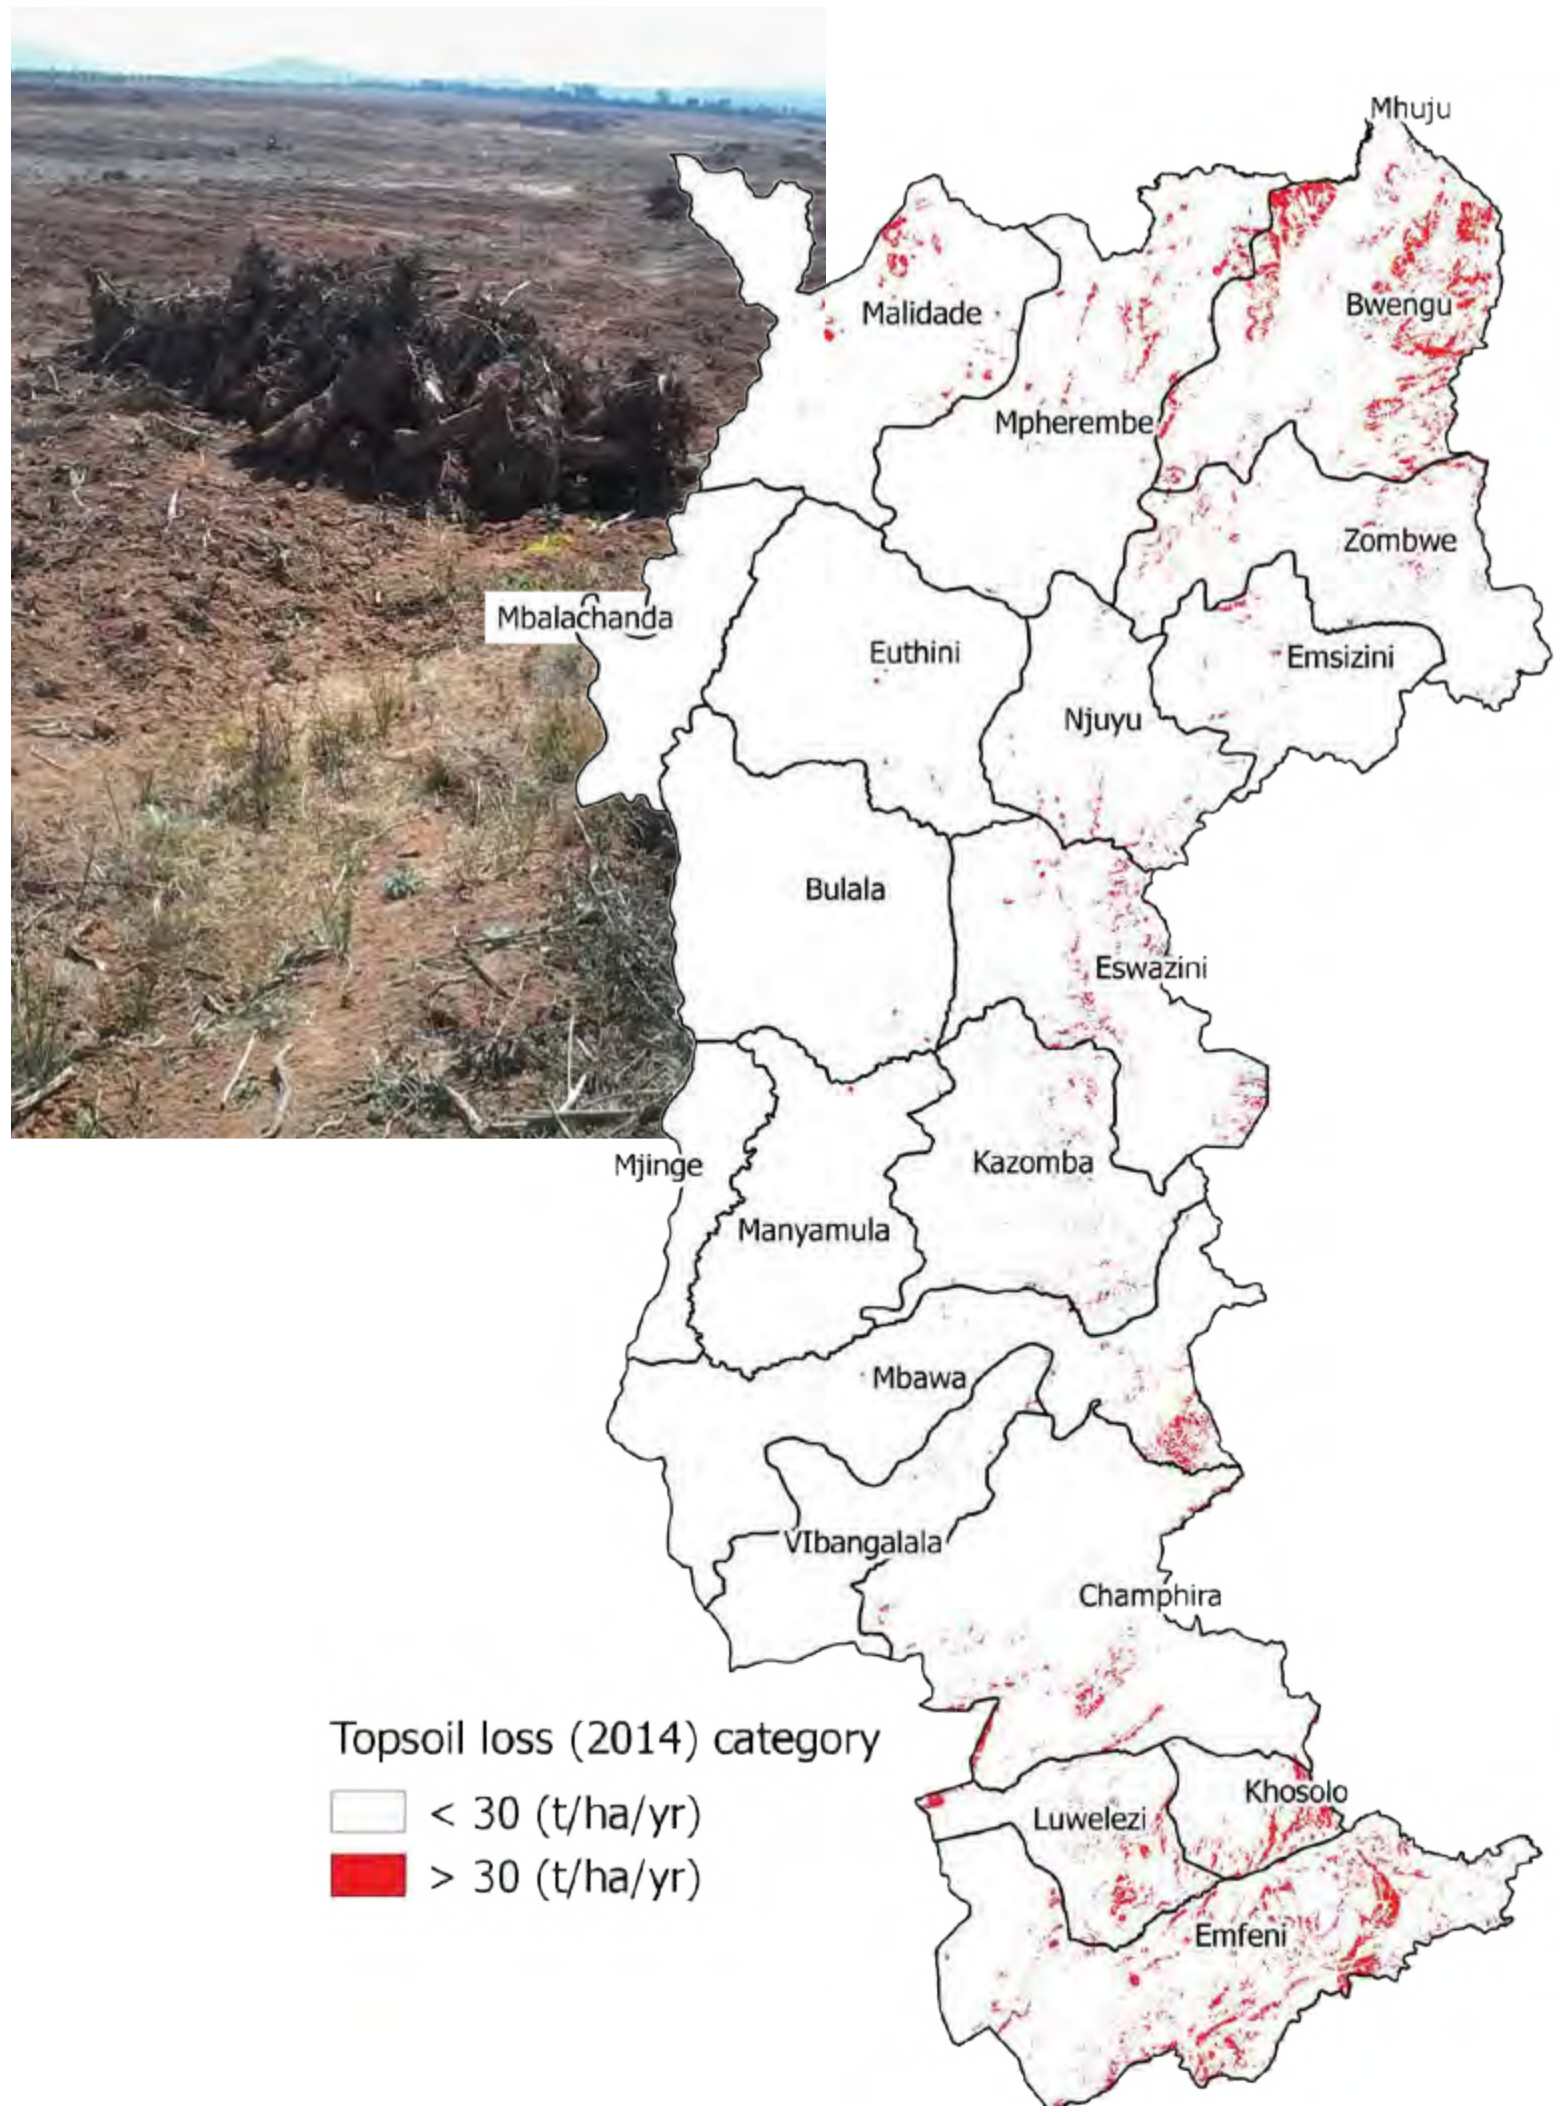 Mhuju
Malidade
Bwengu
Mpherembe
Zombwe
Mbalachanda
Euthini
Emsizini
Njuyu
Bulala
Eswazini
Mjinge
Kazomba
Manyamula
Mbawa
VIbangalala
Champhira
Topsoil loss (2014) category
< 30 (t/ha/yr)
> 30 (t/ha/yr)
Khosolo
Luwelezi
Emfeni